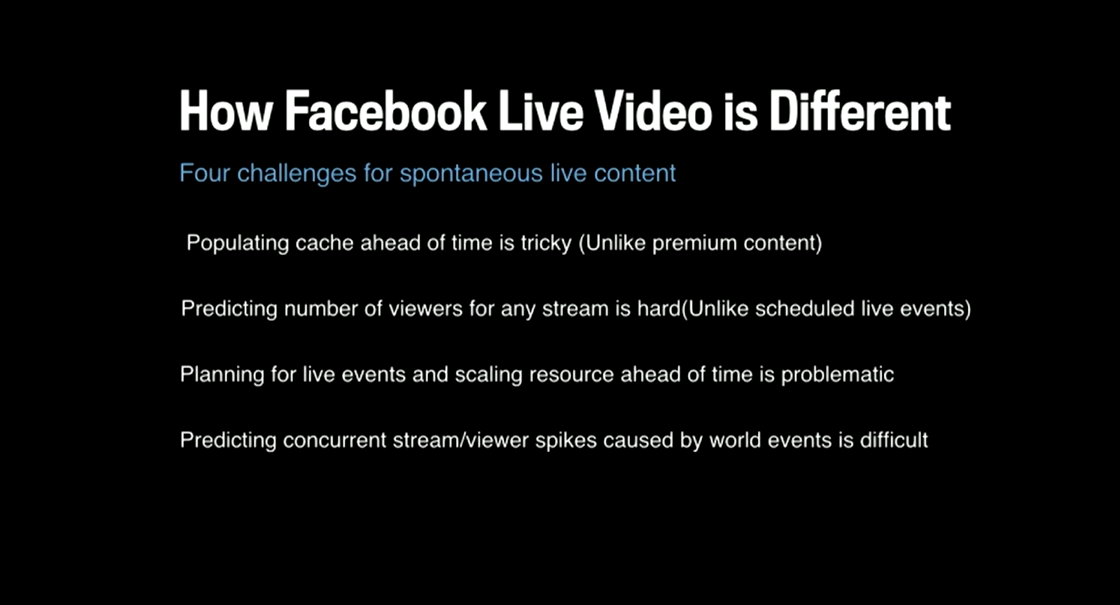 How Facebook Live Video is Different
Four challenges for spontaneous live content
Populating cache ahead of time is tricky (Unlike premium content)
Predicting number of viewers for any stream is hard(Unlike scheduled live events)
Planning for live events and scaling resource ahead of time is problematic
Predicting concurrent stream/viewer spikes caused by world events is difficult